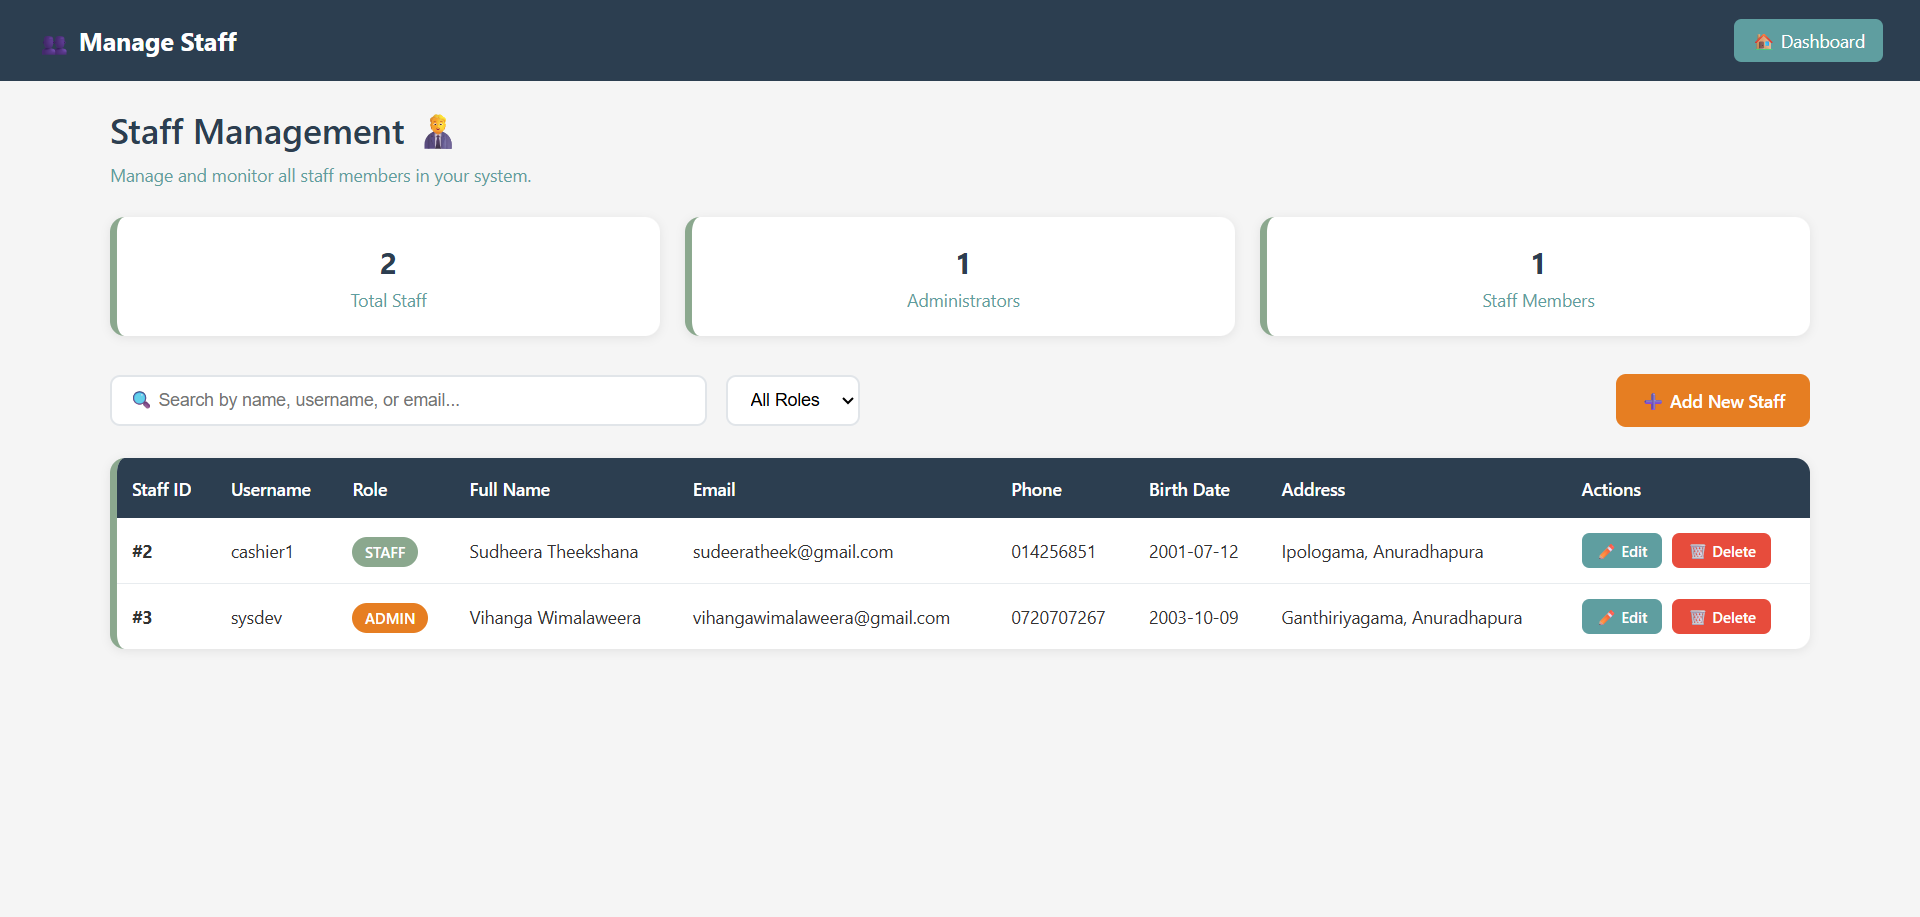 Manage Staff
Dashboard
Staff Management
Manage and monitor all staff members in your system.
2
Total Staff
1
Administrators
1
Staff Members
Search by name, username, or email...
All Roles
Add New Staff
Staff ID Username Role Full Name Email Phone Birth Date Address Actions
#2 cashier1 STAFF Sudheera Theekshana sudeeratheek@gmail.com 014256851 2001-07-12 Ipologama, Anuradhapura Edit Delete
#3 sysdev ADMIN Vihanga Wimalaweera vihangawimalaweera@gmail.com 0720707267 2003-10-09 Ganthiriyagama, Anuradhapura Edit Delete